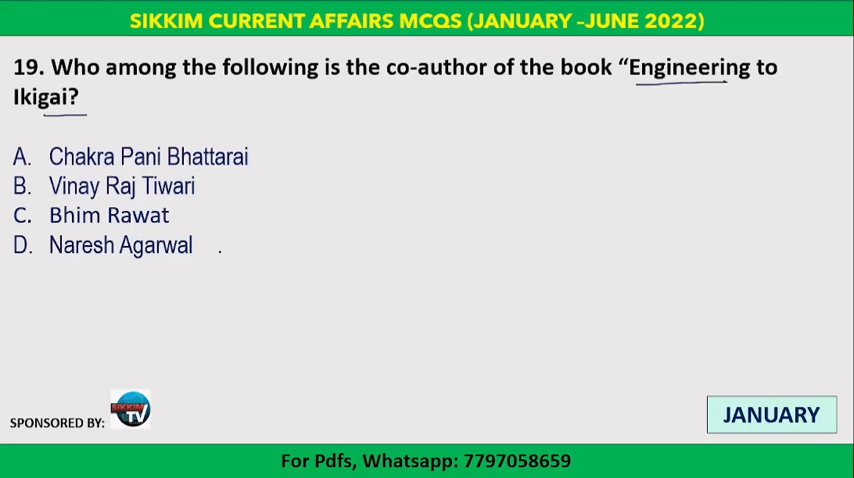 SIKKIM CURRENT AFFAIRS MCQS (JANUARY –JUNE 2022)
19. Who among the following is the co-author of the book “Engineering to
Ikigai?
A. Chakra Pani Bhattarai
B. Vinay Raj Tiwari
C. Bhim Rawat
D. Naresh Agarwal
SPONSORED BY:
SIKKIM
TV
JANUARY
For Pdfs, Whatsapp: 7797058659